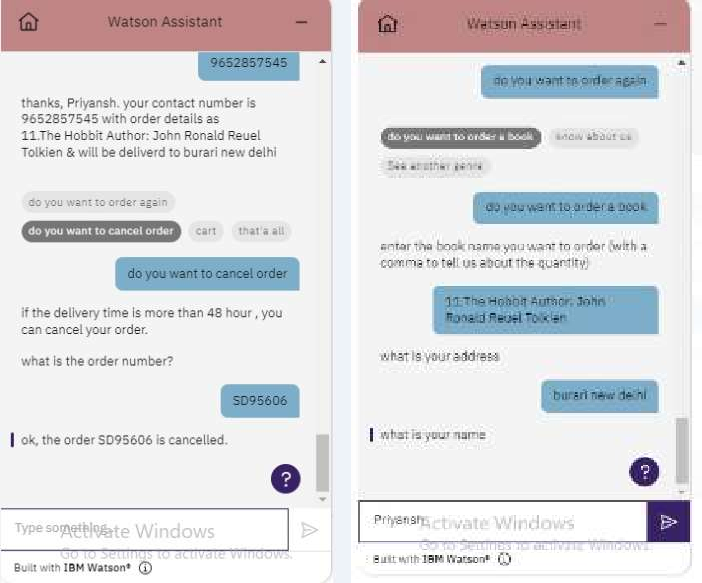 Watson Assistant
9652857545
thanks, Priyansh. your contact number is
9652857545 with order details as
11.The Hobbit Author: John Ronald Reuel
Tolkien & will be deliverd to burari new delhi
do you want to order again
do you want to cancel order
cart
that'a all
do you want to cancel order
if the delivery time is more than 48 hour , you
can cancel your order.
what is the order number?
SD95606
ok, the order SD95606 is cancelled.
?
Type something...
Activate Windows
Go to Settings to activate Windows.
Built with IBM Watson®
Watson Assistant
do you want to order again
do you want to order a book
know about us
See another genre
do you want to order a book
enter the book name you want to order (with a
comma to tell us about the quantity)
11.The Hobbit Author: John
Ronald Reuel Tolkien
what is your address
burari new delhi
what is your name
?
Priyansh
Activate Windows
Go to Settings to activate Windows.
Built with IBM Watson®